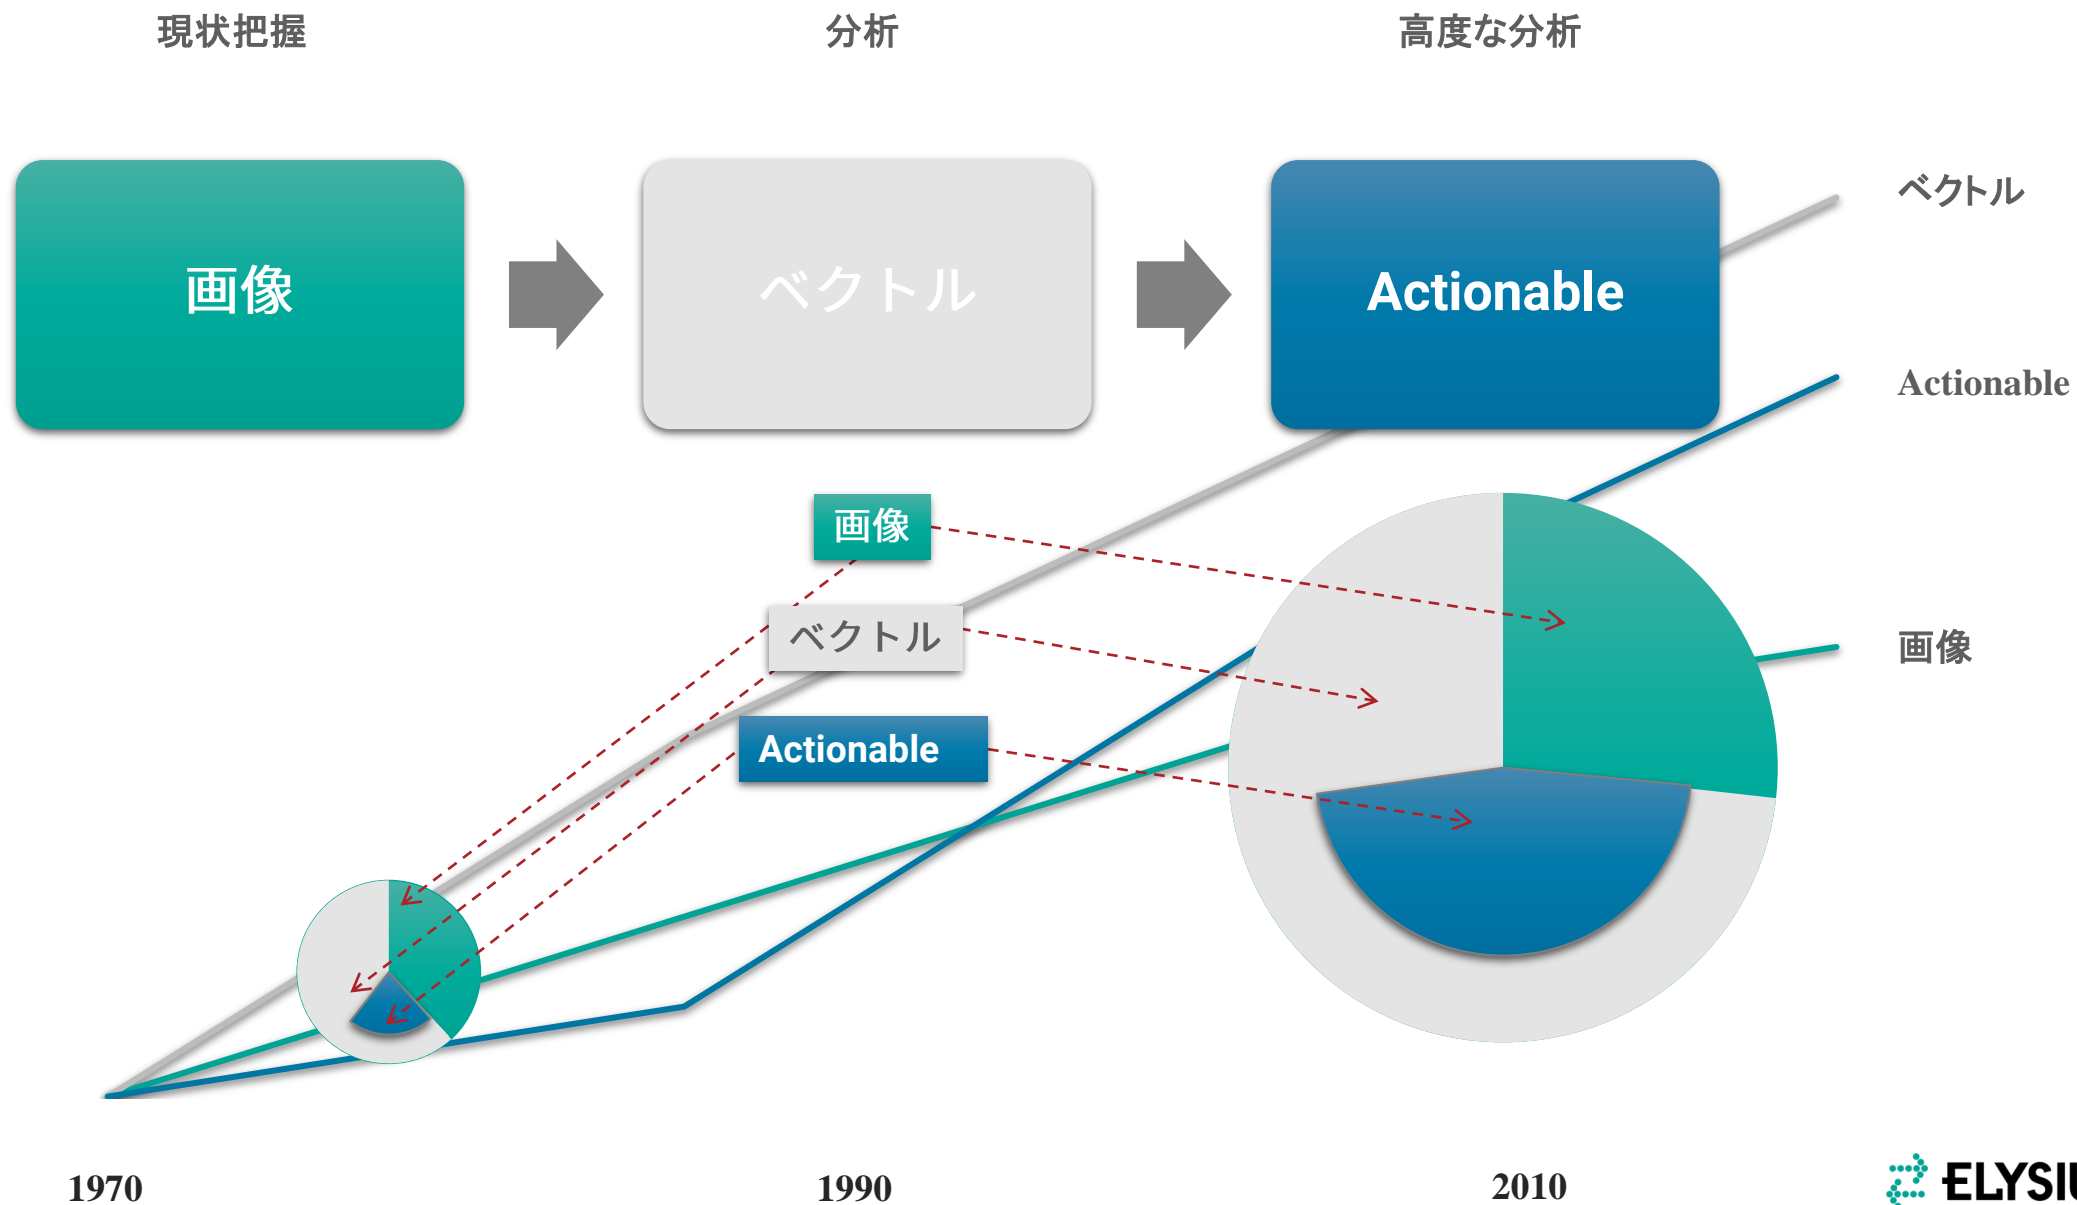 現状把握
分析
高度な分析
画像
ベクトル
Actionable
ベクトル
Actionable
画像
画像
ベクトル
Actionable
1970
1990
2010